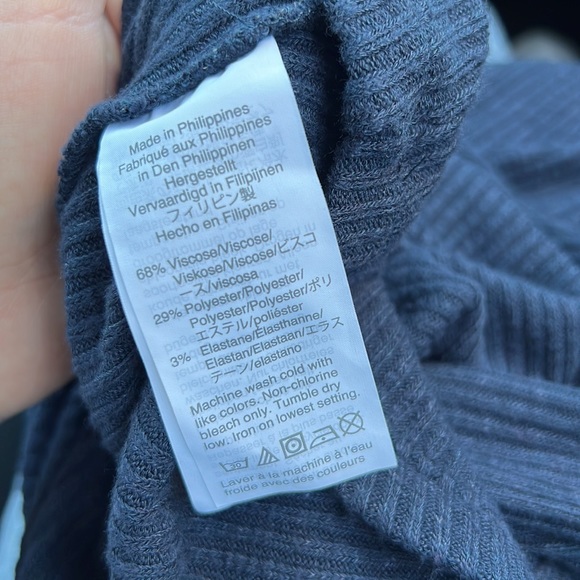 Made in Philippines
Fabriqué aux Philippines
in Den Philippinen
Hergestellt
Vervaardigd in Filipijnen
フィリピン製
Hecho en Filipinas
68% Viscose/Viscose/
Viskose/Viscose/ビスコ
ース/viscosa
29% Polyester/Polyester/
Polyester/Polyester/ポリ
エステル/poliéster
3% Elastane/Elasthanne/
Elastan/Elastaan/エラス
テーン/elastano
Machine wash cold with
like colors. Non-chlorine
bleach only. Tumble dry
low. Iron on lowest setting.
Laver à la machine à l'eau
froide avec des couleurs